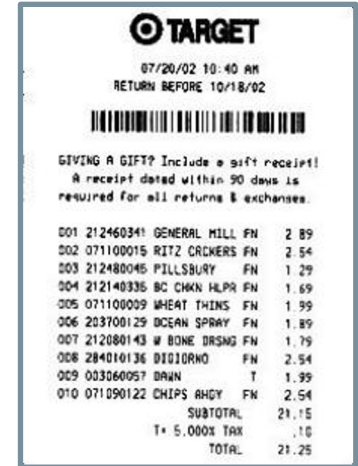 TARGET
07/20/02 10:40 AM
RETURN BEFORE 10/18/02
GIVING A GIFT? Include a gift receipt!
A receipt dated within 90 days is
required for all returns & exchanges.
001 212460341 GENERAL MILL FN 2.89
002 071100015 RITZ CRCKERS FN 2.54
003 212480045 PILLSBURY FN 1.29
004 212140336 BC CHKN HLPR FN 1.69
005 071100009 WHEAT THINS FN 1.99
006 203700129 OCEAN SPRAY FN 1.89
007 212080143 W BONE DRSNG FN 1.79
008 284010136 DIGIORNO FN 2.54
009 003060057 DAWN T 1.99
010 071090122 CHIPS AHOY FN 2.54
SUBTOTAL 21.15
T= 5.000% TAX .10
TOTAL 21.25